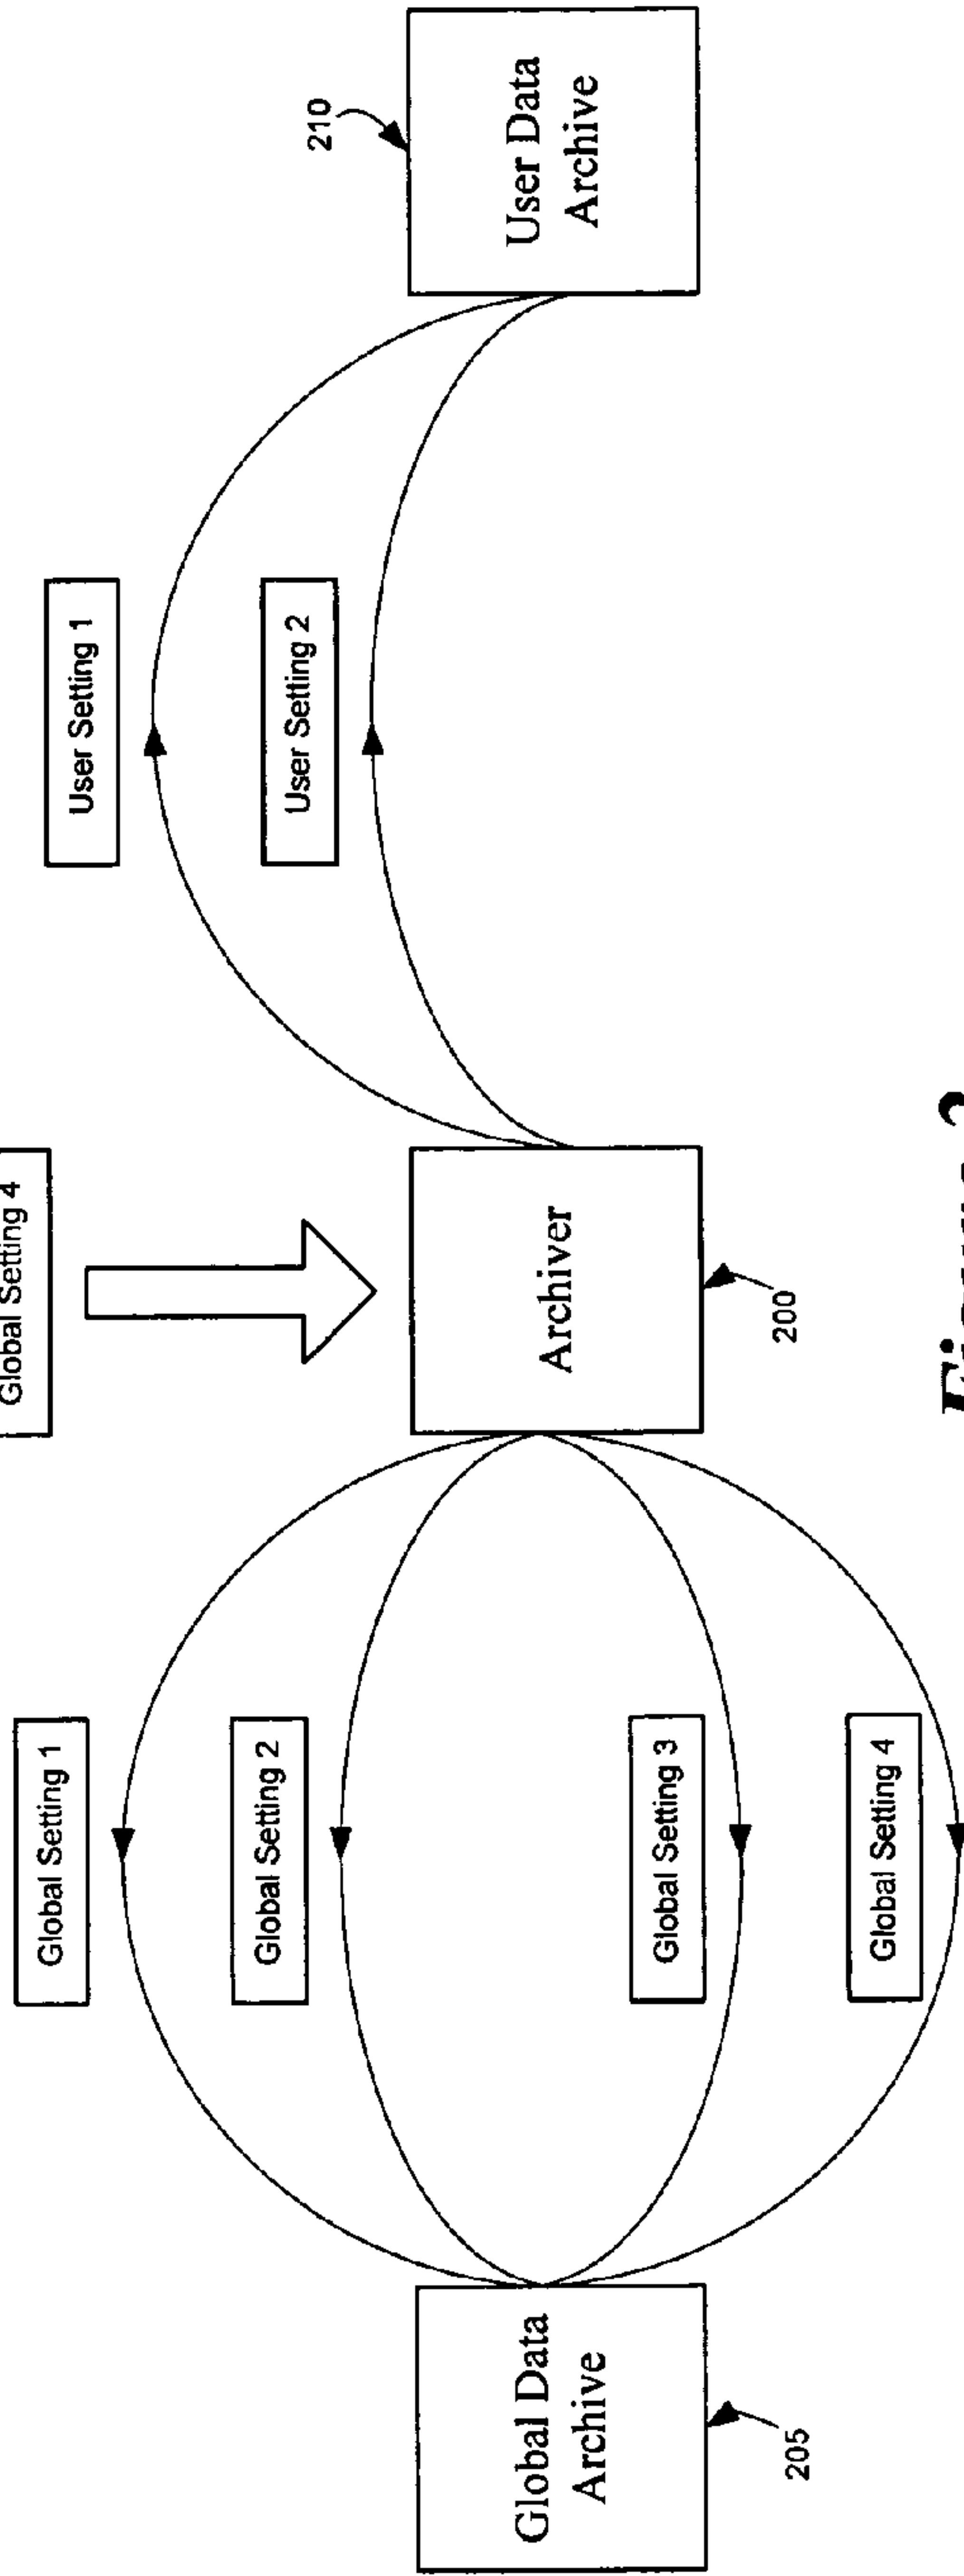 Global Setting 4
User Setting 1
Global Setting 1
User Setting 2
Global Setting 2
210
Global Data
Archive
Archiver
User Data
Archive
Global Setting 3
200
205
Global Setting 4